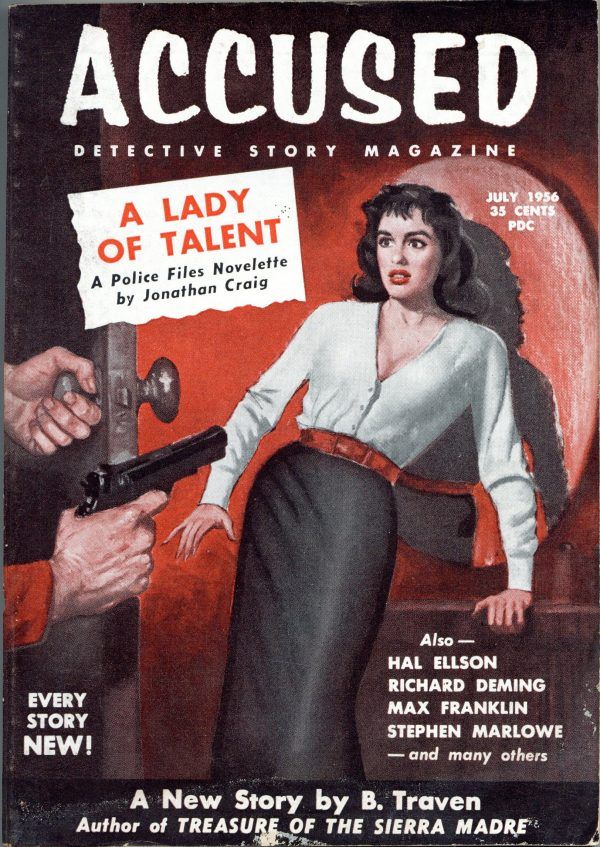 ACCUSED
DETECTIVE STORY MAGAZINE
JULY 1956
35 CENTS
PDC
A LADY
OF TALENT
A Police Files Novelette
by Jonathan Craig
Also —
HAL ELLSON
RICHARD DEMING
MAX FRANKLIN
STEPHEN MARLOWE
— and many others
EVERY
STORY
NEW!
A New Story by B. Traven
Author of TREASURE OF THE SIERRA MADRE